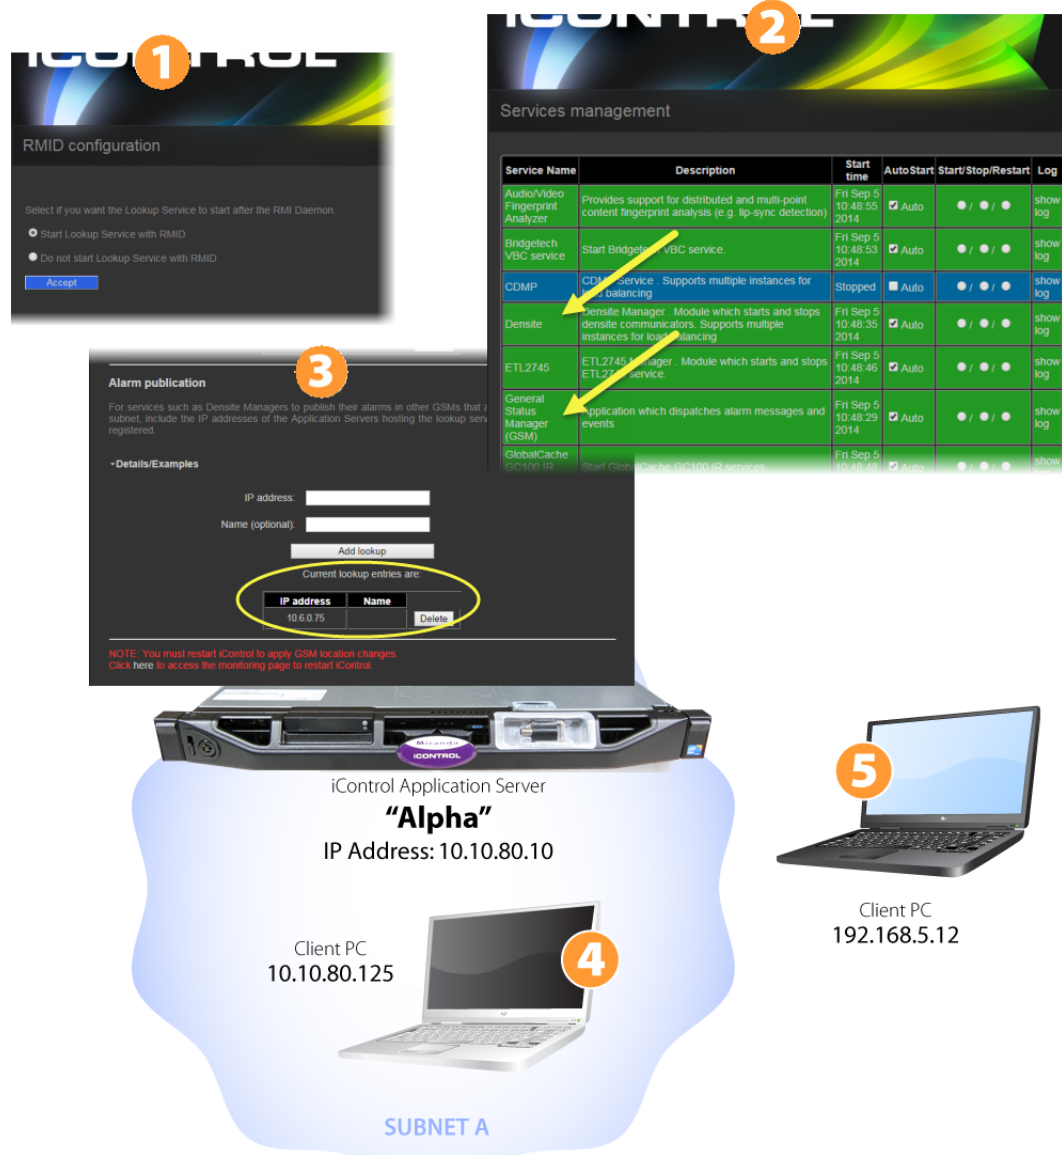 iCONTROL
1
RMID configuration
Select if you want the Lookup Service to start after the RMI Daemon.
Start Lookup Service with RMID
Do not start Lookup Service with RMID
Accept
iCONTROL
2
Services management
Service Name Description Start time AutoStart Start/Stop/Restart Log
Audio/Video Fingerprint Analyzer Provides support for distributed and multi-point content fingerprint analysis (e.g. lip-sync detection) Fri Sep 5 10:48:55 2014 Auto / / show log
Bridgetech VBC service Start Bridgetech VBC service. Fri Sep 5 10:48:53 2014 Auto / / show log
CDMP CDMP Service . Supports multiple instances for load balancing Stopped Auto / / show log
Densite Densite Manager . Module which starts and stops densite communicators. Supports multiple instances for load balancing Fri Sep 5 10:48:35 2014 Auto / / show log
ETL2745 ETL2745 Manager . Module which starts and stops ETL2745 service. Fri Sep 5 10:48:46 2014 Auto / / show log
General Status Manager (GSM) Application which dispatches alarm messages and events Fri Sep 5 10:48:29 2014 Auto / / show log
GlobalCache GC100 IR Start GlobalCache GC100 IR services. Fri Sep 5 10:48:48 Auto / / show log
3
Alarm publication
For services such as Densite Managers to publish their alarms in other GSMs that a
subnet, include the IP addresses of the Application Servers hosting the lookup serv
registered.
Details/Examples
IP address:
Name (optional):
Add lookup
Current lookup entries are:
IP address Name
10.6.0.75 Delete
NOTE: You must restart iControl to apply GSM location changes.
Click here to access the monitoring page to restart iControl.
Miranda
iCONTROL
iControl Application Server
“Alpha”
IP Address: 10.10.80.10
5
Client PC
192.168.5.12
Client PC
10.10.80.125
4
SUBNET A